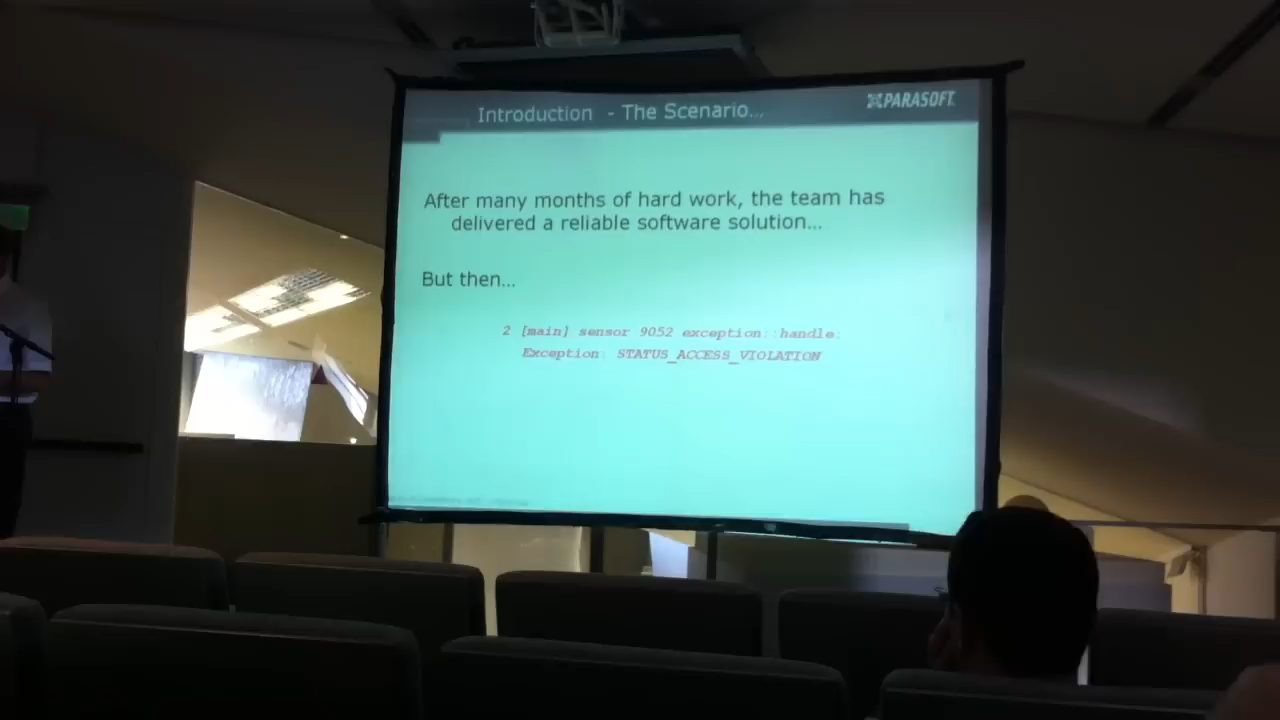 Introduction - The Scenario...
PARASOFT
After many months of hard work, the team has
delivered a reliable software solution...
But then...
2 [main] sensor 9052 exception::handle:
Exception: STATUS_ACCESS_VIOLATION